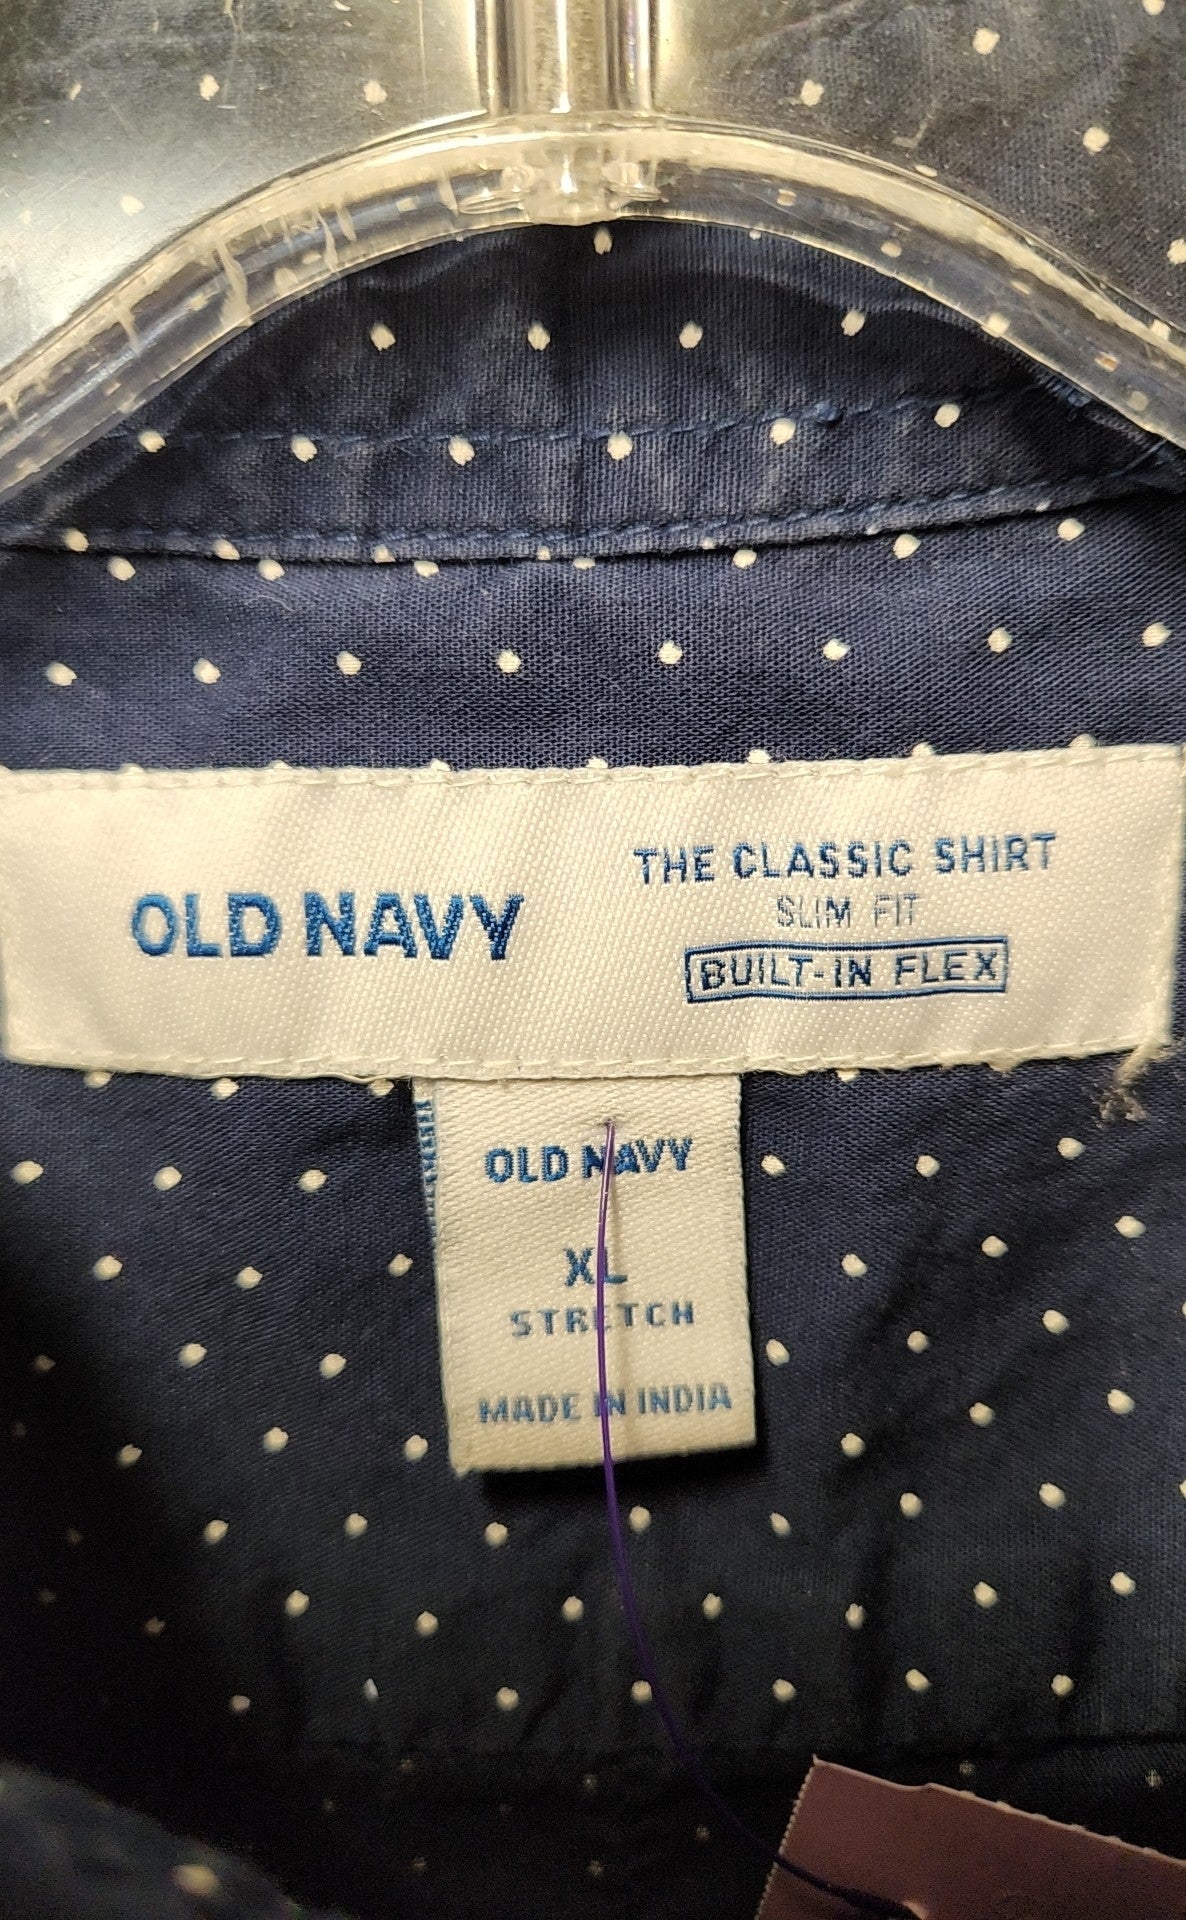 OLD NAVY
THE CLASSIC SHIRT
SLIM FIT
BUILT-IN FLEX
OLD NAVY
XL
STRETCH
MADE IN INDIA